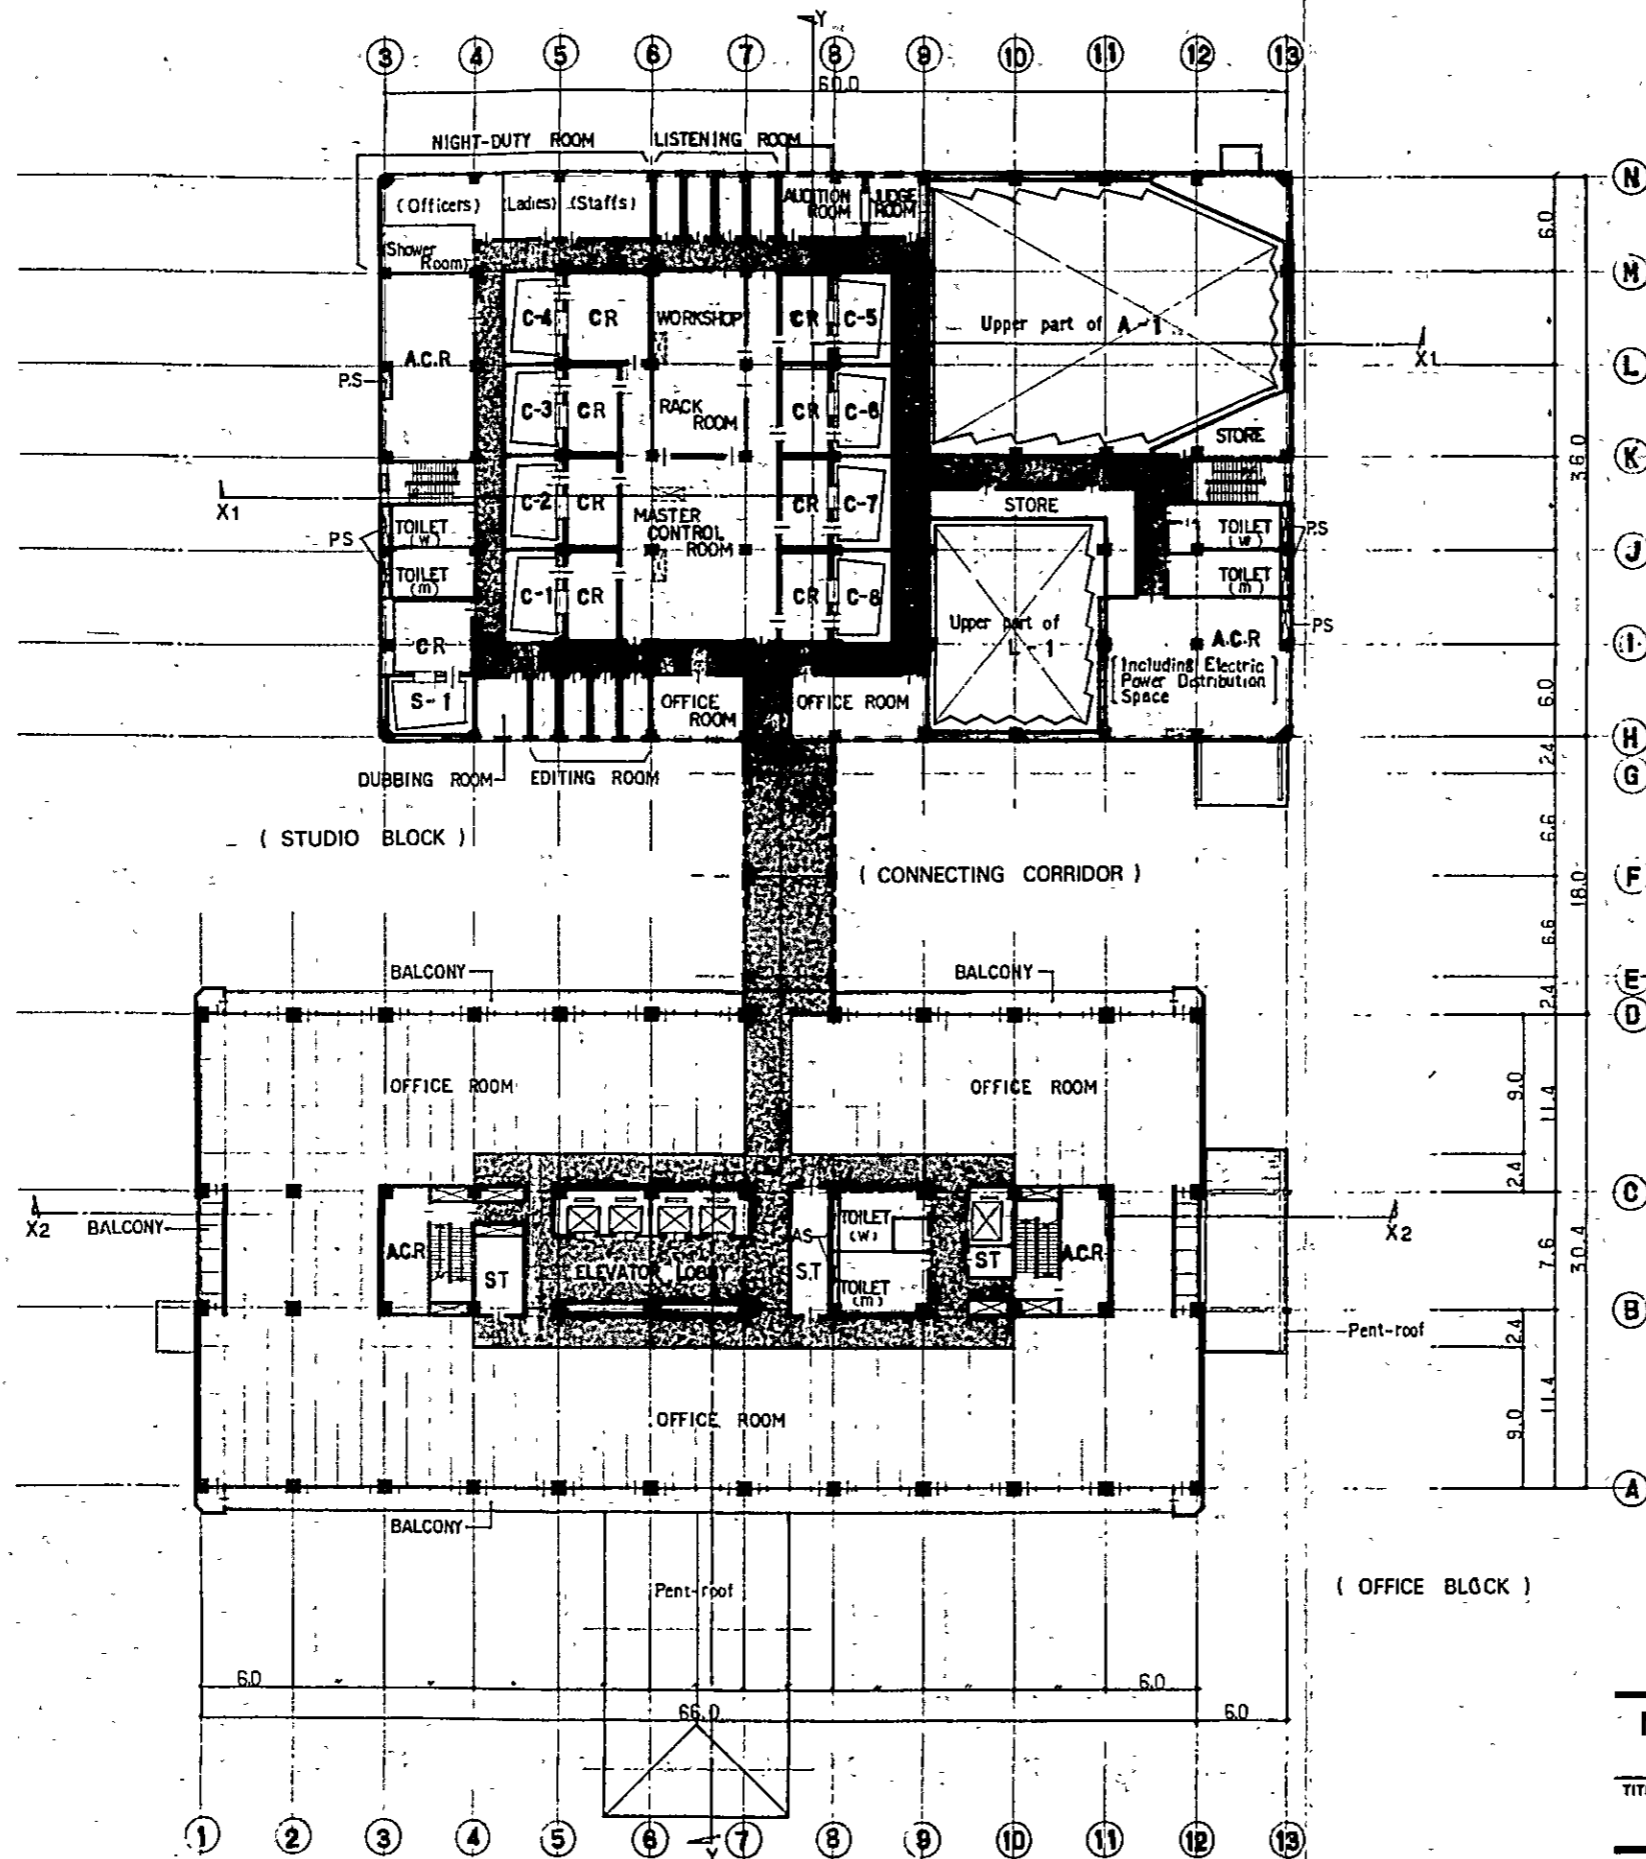 Y
3 4 5 6 7 8 9 10 11 12 13
60.0
NIGHT-DUTY ROOM
LISTENING ROOM
N
(Officers)
(Ladies)
(Staffs)
AUDITION
ROOM
JUDGE
ROOM
6.0
(Shower
Room)
M
C-4
CR
WORKSHOP
CR
C-5
Upper part of A-1
X1
A.C.R
P.S
L
C-3
CR
RACK
ROOM
CR
C-6
STORE
K
36.0
X1
C-2
CR
MASTER
CONTROL
ROOM
CR
C-7
STORE
PS
TOILET
(W)
TOILET
(W)
P.S
J
TOILET
(m)
TOILET
(m)
C-1
CR
CR
C-8
Upper part of
L-1
PS
CR
A.C.R
[Including Electric
Power Distribution
Space]
I
S-1
OFFICE
ROOM
OFFICE ROOM
6.0
H
DUBBING ROOM
EDITING ROOM
2.4
G
( STUDIO BLOCK )
6.6
( CONNECTING CORRIDOR )
F
18.0
6.6
BALCONY
BALCONY
E
2.4
D
OFFICE ROOM
OFFICE ROOM
9.0
11.4
2.4
C
X2
BALCONY
A.C.R
ST
ELEVATOR LOBBY
AS
S.T
TOILET
(W)
TOILET
(m)
ST
A.C.R
X2
7.6
30.4
B
Pent-roof
2.4
OFFICE ROOM
11.4
9.0
A
BALCONY
Pent-roof
( OFFICE BLOCK )
6.0
6.0
66.0
6.0
1 2 3 4 5 6 7 8 9 10 11 12 13
Y